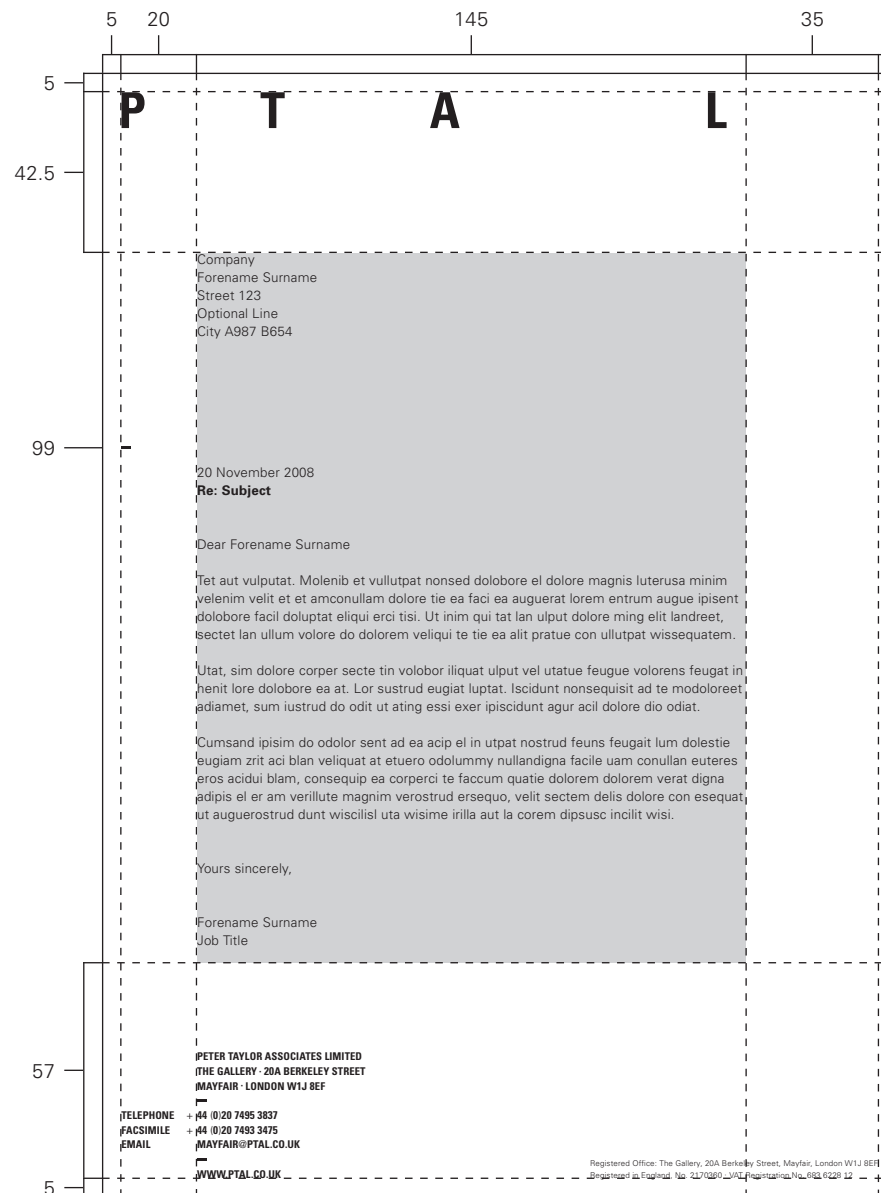 5 20 145 35
5
P T A L
42.5
Company
Forename Surname
Street 123
Optional Line
City A987 B654
99
20 November 2008
Re: Subject
Dear Forename Surname
Tet aut vulputat. Molenib et vullutpat nonsed dolobore el dolore magnis luterusa minim
velenim velit et et amconullam dolore tie ea faci ea auguerat lorem entrum augue ipisent
dolobore facil doluptat eliqui erci tisi. Ut inim qui tat lan ulput dolore ming elit landreet,
sectet lan ullum volore do dolorem veliqui te tie ea alit pratue con ullutpat wissequatem.
Utat, sim dolore corper secte tin volobor iliquat ulput vel utatue feugue volorens feugat in
henit lore dolobore ea at. Lor sustrud eugiat luptat. Iscidunt nonsequisit ad te modoloreet
adiamet, sum iustrud do odit ut ating essi exer ipiscidunt agur acil dolore dio odiat.
Cumsand ipisim do odolor sent ad ea acip el in utpat nostrud feuns feugait lum dolestie
eugiam zrit aci blan veliquat at etuero odolummy nullandigna facile uam conullan euteres
eros acidui blam, consequip ea corperci te faccum quatie dolorem dolorem verat digna
adipis el er am verillute magnim verostrud ersequo, velit sectem delis dolore con esequat
ut auguerostrud dunt wiscilisl uta wisime irilla aut la corem dipsusc incilit wisi.
Yours sincerely,
Forename Surname
Job Title
PETER TAYLOR ASSOCIATES LIMITED
57
THE GALLERY · 20A BERKELEY STREET
MAYFAIR · LONDON W1J 8EF
TELEPHONE + 44 (0)20 7495 3837
FACSIMILE + 44 (0)20 7493 3475
EMAIL MAYFAIR@PTAL.CO.UK
WWW.PTAL.CO.UK
Registered Office: The Gallery, 20A Berkeley Street, Mayfair, London W1J 8EF
Registered in England. No. 2170360 · VAT Registration No. 683 6228 12
5